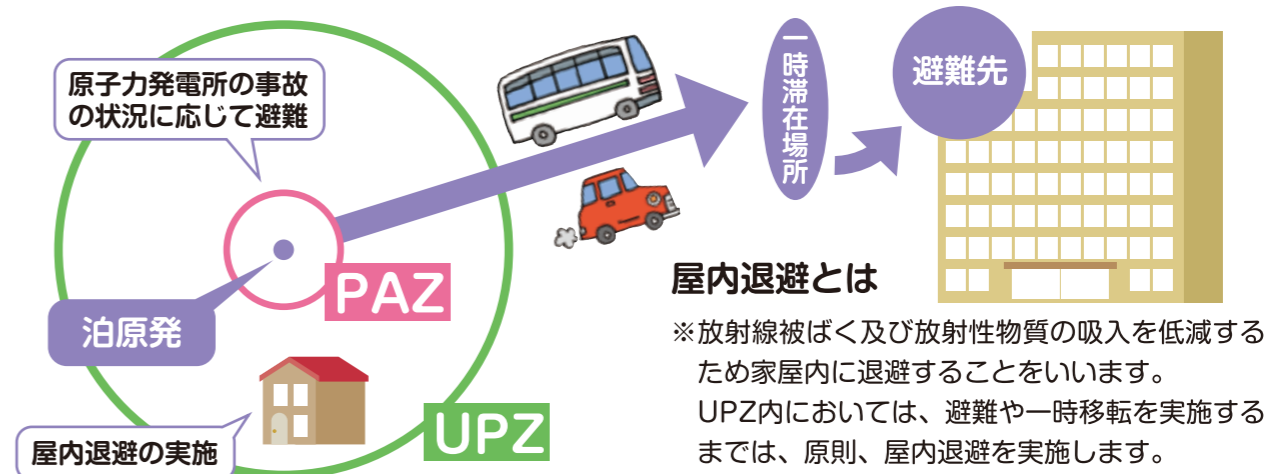 原子力発電所の事故
の状況に応じて避難
一時滞在場所
避難先
PAZ
泊原発
UPZ
屋内退避の実施
屋内退避とは
※放射線被ばく及び放射性物質の吸入を低減する
ため家屋内に退避することをいいます。
UPZ内においては、避難や一時移転を実施する
までは、原則、屋内退避を実施します。